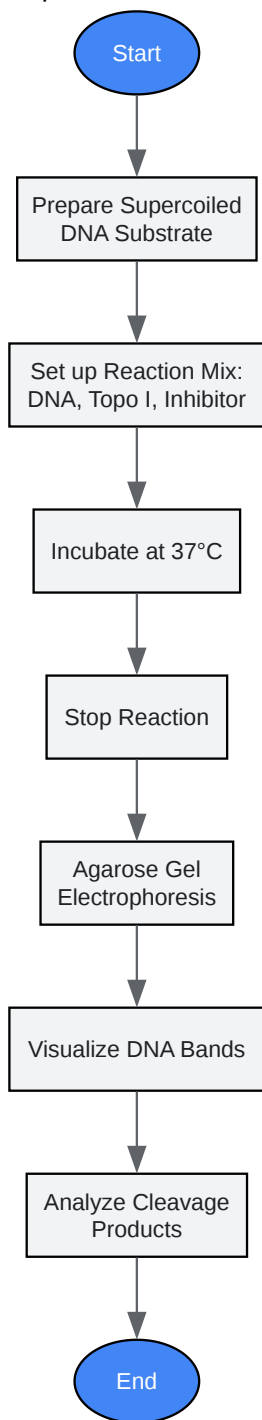 Start
Prepare Supercoiled
DNA Substrate
Set up Reaction Mix:
DNA, Topo I, Inhibitor
Incubate at 37°C
Stop Reaction
Agarose Gel
Electrophoresis
Visualize DNA Bands
Analyze Cleavage
Products
End